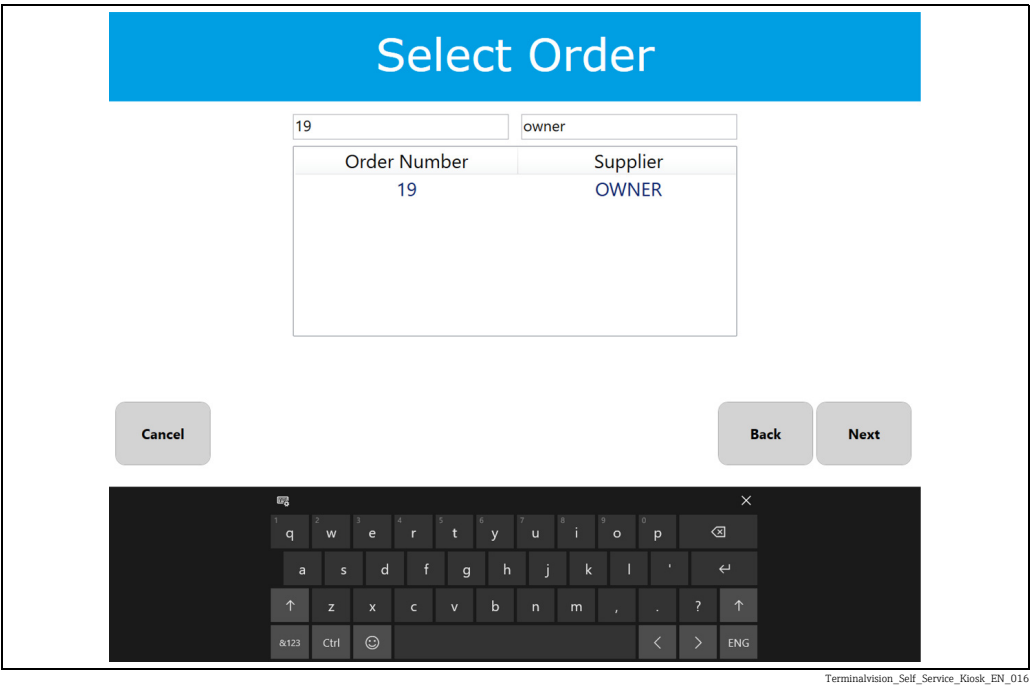 Select Order
19 owner
Order Number Supplier
19 OWNER
Cancel Back Next
1 2 3 4 5 6 7 8 9 0
q w e r t y u i o p
a s d f g h j k l '
z x c v b n m , . ?
&123 Ctrl ENG
Terminalvision_Self_Service_Kiosk_EN_016